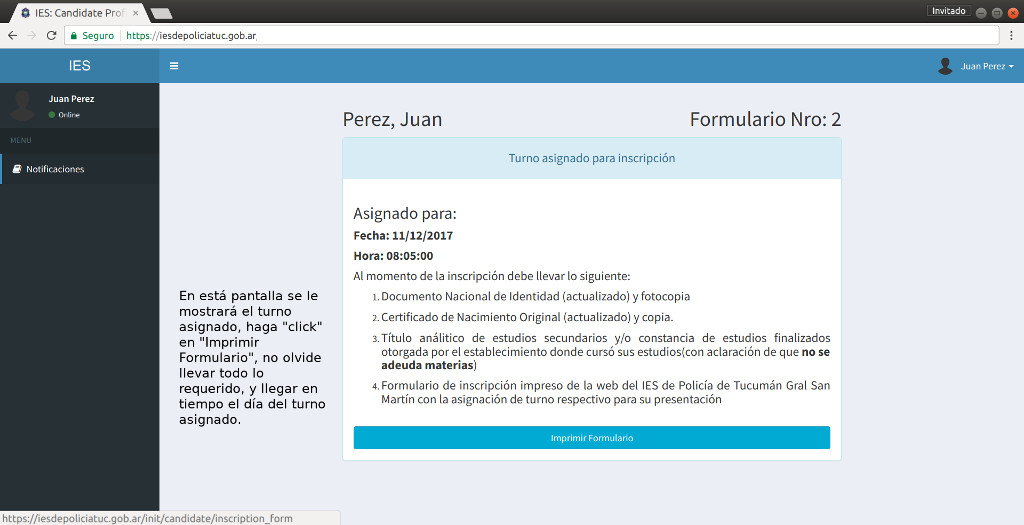 IES: Candidate Prof
Invitado
Seguro
https://iesdepoliciatuc.gob.ar
IES
Juan Perez
Juan Perez
Online
MENU
Notificaciones
Perez, Juan
Formulario Nro: 2
Turno asignado para inscripción
Asignado para:
Fecha: 11/12/2017
Hora: 08:05:00
Al momento de la inscripción debe llevar lo siguiente:
1. Documento Nacional de Identidad (actualizado) y fotocopia
2. Certificado de Nacimiento Original (actualizado) y copia.
3. Título análitico de estudios secundarios y/o constancia de estudios finalizados
otorgada por el establecimiento donde cursó sus estudios(con aclaración de que no se
adeuda materias)
4. Formulario de inscripción impreso de la web del IES de Policía de Tucumán Gral San
Martín con la asignación de turno respectivo para su presentación
Imprimir Formulario
En está pantalla se le
mostrará el turno
asignado, haga "click"
en "Imprimir
Formulario", no olvide
llevar todo lo
requerido, y llegar en
tiempo el día del turno
asignado.
https://iesdepoliciatuc.gob.ar/init/candidate/inscription_form